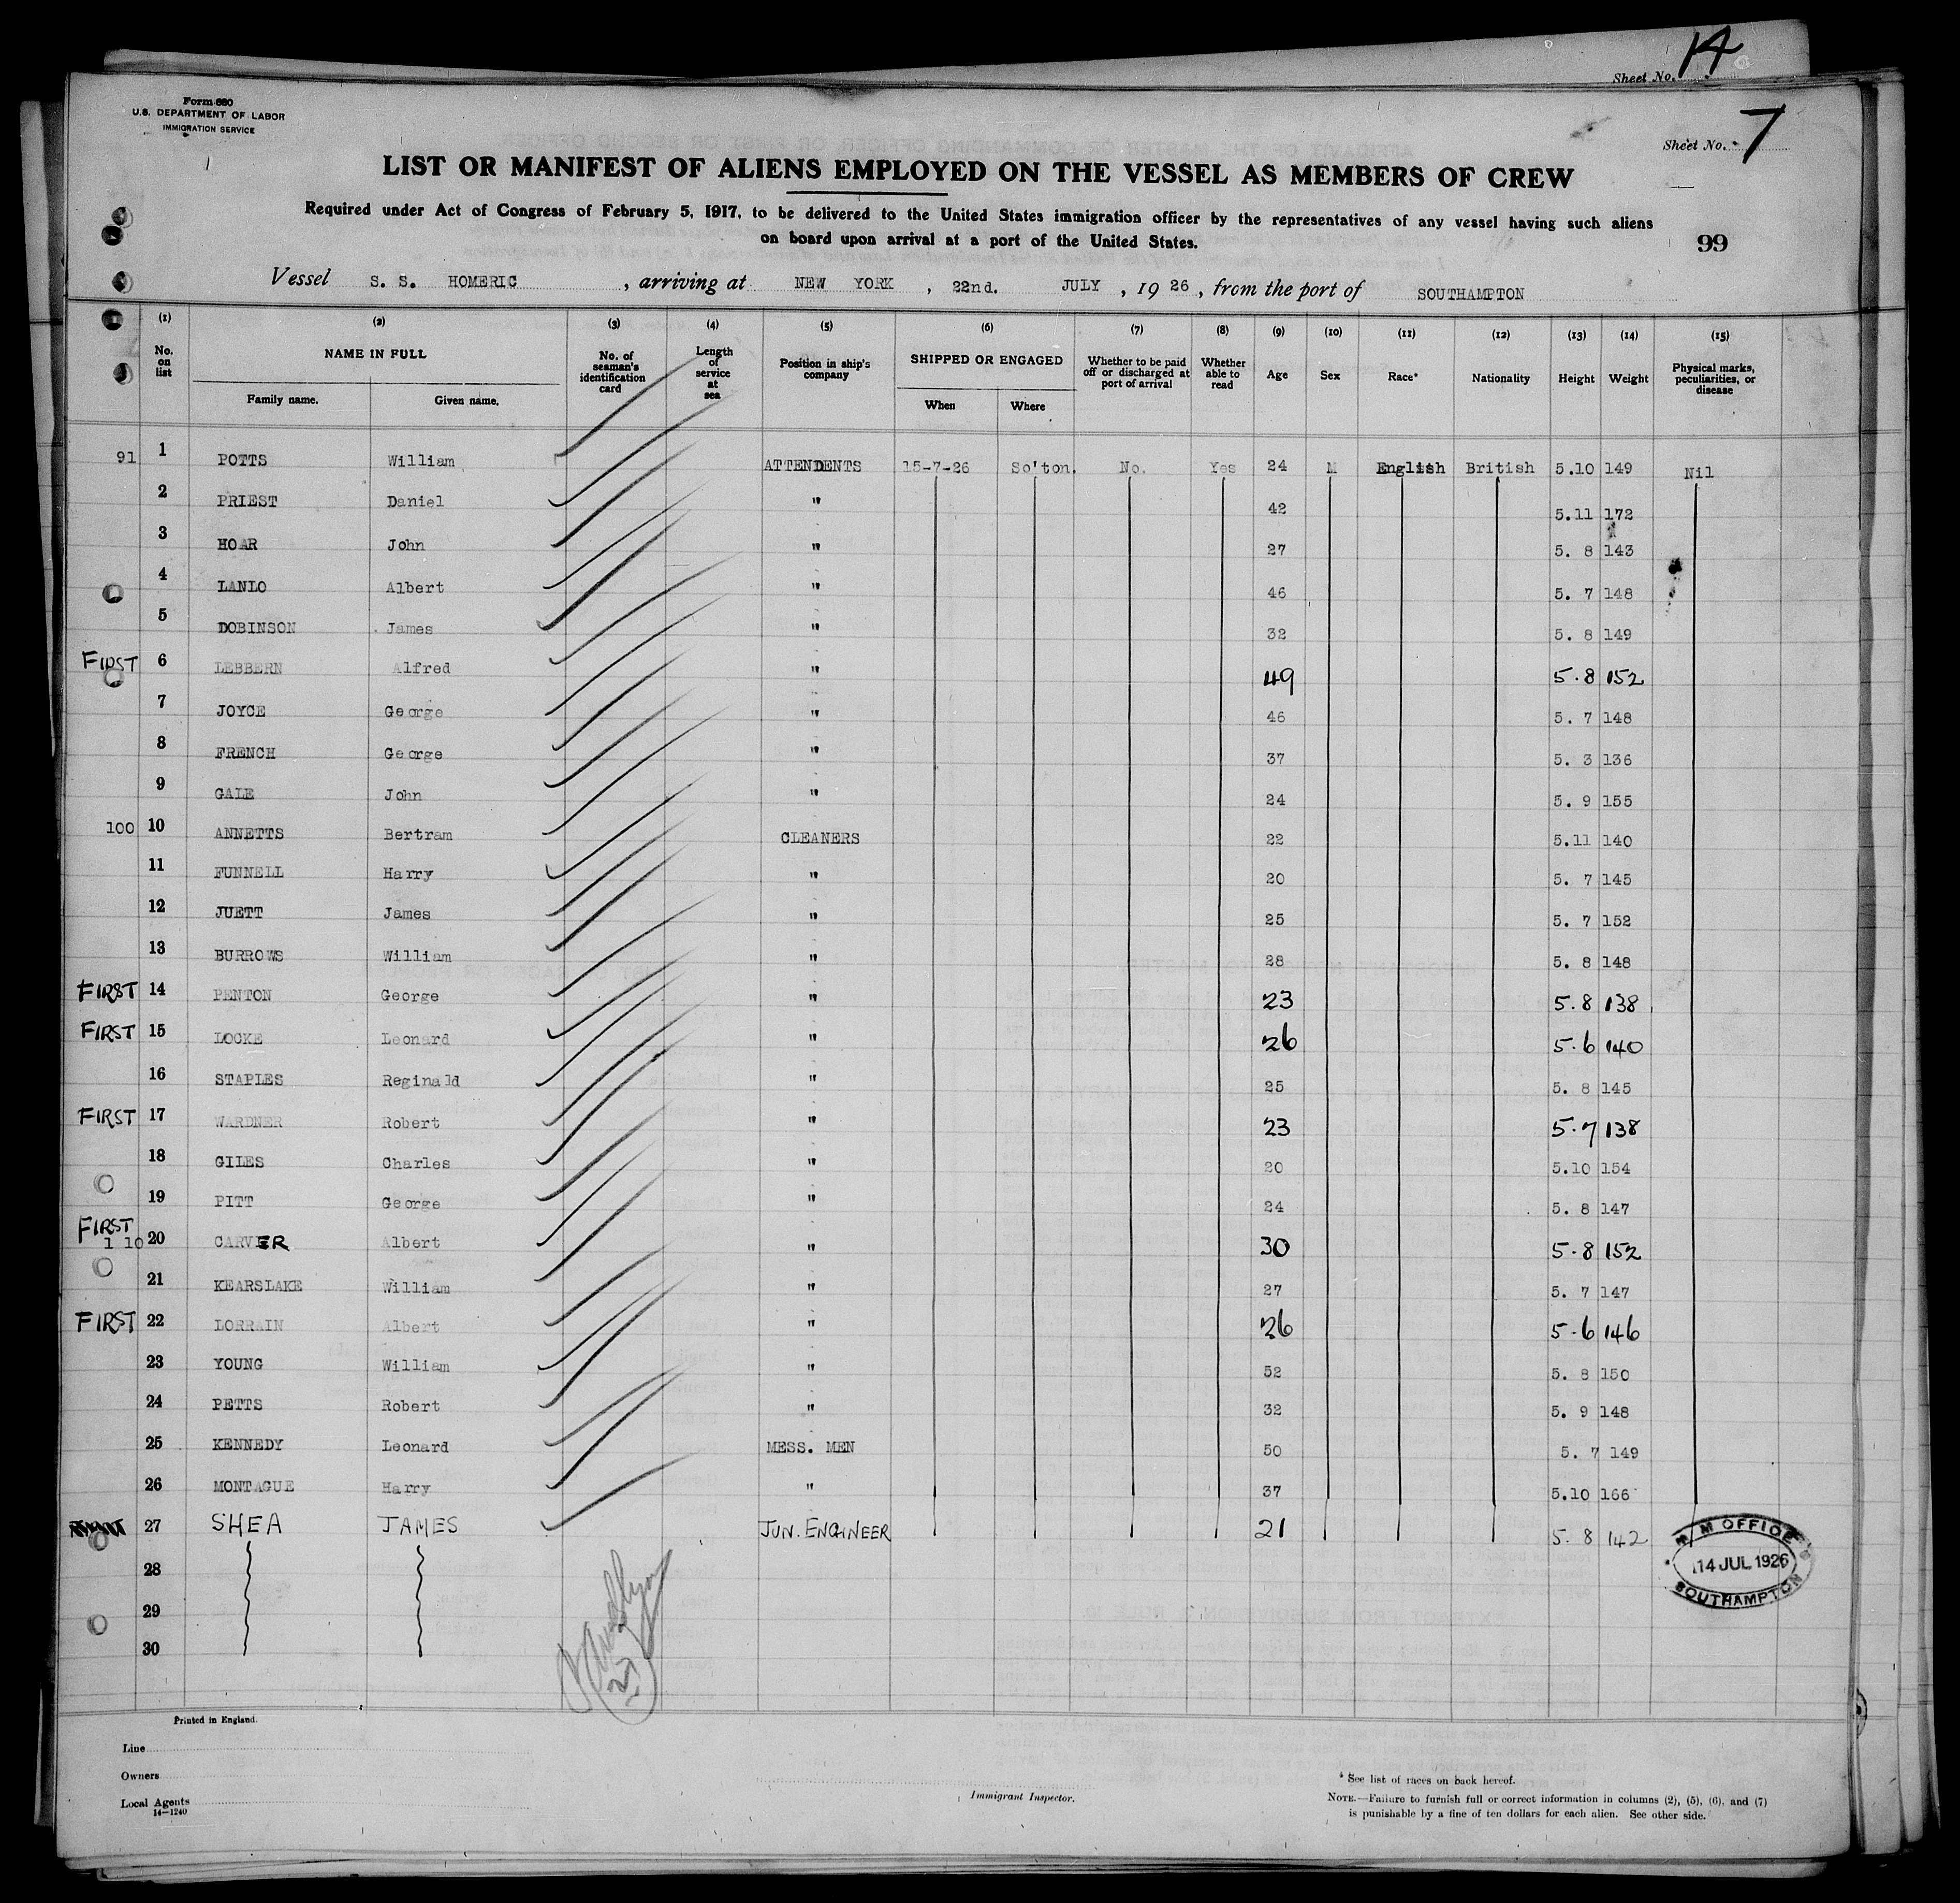 Sheet No. 14
Form 680
U.S. DEPARTMENT OF LABOR
IMMIGRATION SERVICE
Sheet No. 7
LIST OR MANIFEST OF ALIENS EMPLOYED ON THE VESSEL AS MEMBERS OF CREW
Required under Act of Congress of February 5, 1917, to be delivered to the United States immigration officer by the representatives of any vessel having such aliens
on board upon arrival at a port of the United States.
99
Vessel S. S. HOMERIC, arriving at NEW YORK, 22nd. JULY, 1926, from the port of SOUTHAMPTON
(1) (2) (3) (4) (5) (6) (7) (8) (9) (10) (11) (12) (13) (14) (15)
No. on list NAME IN FULL Family name. Given name. No. of seaman's identification card Length of service at sea Position in ship's company SHIPPED OR ENGAGED When Where Whether to be paid off or discharged at port of arrival Whether able to read Age Sex Race* Nationality Height Weight Physical marks, peculiarities, or disease
91 1 POTTS William ATTENDENTS 15-7-26 So'ton. No. Yes 24 M English British 5.10 149 Nil
2 PRIEST Daniel " 42 5.11 172
3 HOAR John " 27 5. 8 143
4 LANLO Albert " 46 5. 7 148
5 DOBINSON James " 32 5. 8 149
FIRST 6 LEBBERN Alfred " 49 5.8 152
7 JOYCE George " 46 5. 7 148
8 FRENCH George " 37 5. 3 136
9 GALE John " 24 5. 9 155
100 10 ANNETTS Bertram CLEANERS 22 5.11 140
11 FUNNELL Harry " 20 5. 7 145
12 JUETT James " 25 5. 7 152
13 BURROWS William " 28 5. 8 148
FIRST 14 PENTON George " 23 5.8 138
FIRST 15 LOCKE Leonard " 26 5.6 140
16 STAPLES Reginald " 25 5. 8 145
FIRST 17 WARDNER Robert " 23 5.7 138
18 GILES Charles " 20 5.10 154
19 PITT George " 24 5. 8 147
FIRST
110 20 CARVER Albert " 30 5.8 152
21 KEARSLAKE William " 27 5. 7 147
FIRST 22 LORRAIN Albert " 26 5.6 146
23 YOUNG William " 52 5. 8 150
24 PETTS Robert " 32 5. 9 148
25 KENNEDY Leonard MESS. MEN 50 5. 7 149
26 MONTAGUE Harry " 37 5.10 166
27 SHEA JAMES JUN. ENGINEER 21 5. 8 142
28
29
30
M M OFFICE
14 JUL 1926
SOUTHAMPTON
27
Printed in England.
Line
Owners
Local Agents
14—1240
Immigrant Inspector.
* See list of races on back hereof.
NOTE.—Failure to furnish full or correct information in columns (2), (5), (6), and (7)
is punishable by a fine of ten dollars for each alien. See other side.